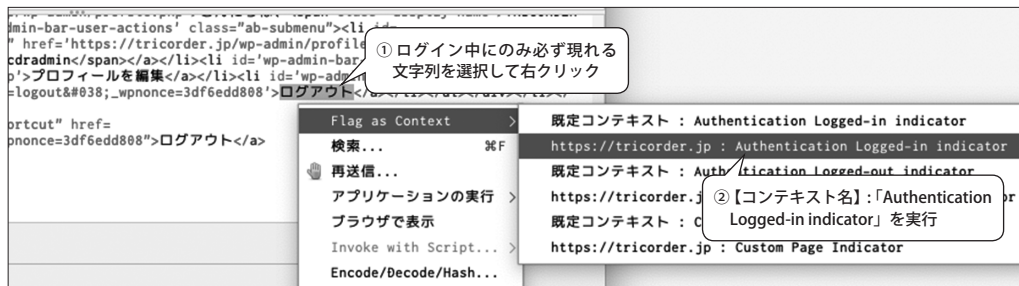 dmin-bar-user-actions' class="ab-submenu"><li id=
" href='https://tricorder.jp/wp-admin/profile
cdradmin</span></a></li><li id='wp-admin-bar-
o'>プロフィールを編集</a></li><li id='wp-admin-
=logout&#038;_wpnonce=3df6edd808'>ログアウト</a></li></ul></div></li></
ortcut" href=
pnonce=3df6edd808">ログアウト</a>
① ログイン中にのみ必ず現れる
文字列を選択して右クリック
Flag as Context >
検索... ⌘F
再送信...
アプリケーションの実行 >
ブラウザで表示
Invoke with Script... >
Encode/Decode/Hash...
既定コンテキスト : Authentication Logged-in indicator
https://tricorder.jp : Authentication Logged-in indicator
既定コンテキスト : Authentication Logged-out indicator
https://tricorder.j
既定コンテキスト : C
https://tricorder.jp : Custom Page Indicator
②【コンテキスト名】:「Authentication
Logged-in indicator」を実行